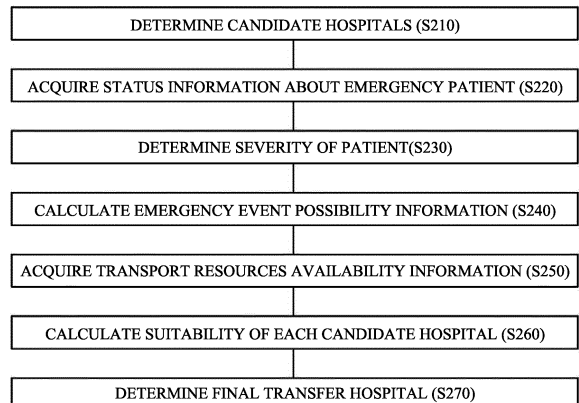 DETERMINE CANDIDATE HOSPITALS (S210)
ACQUIRE STATUS INFORMATION ABOUT EMERGENCY PATIENT (S220)
DETERMINE SEVERITY OF PATIENT(S230)
CALCULATE EMERGENCY EVENT POSSIBILITY INFORMATION (S240)
ACQUIRE TRANSPORT RESOURCES AVAILABILITY INFORMATION (S250)
CALCULATE SUITABILITY OF EACH CANDIDATE HOSPITAL (S260)
DETERMINE FINAL TRANSFER HOSPITAL (S270)